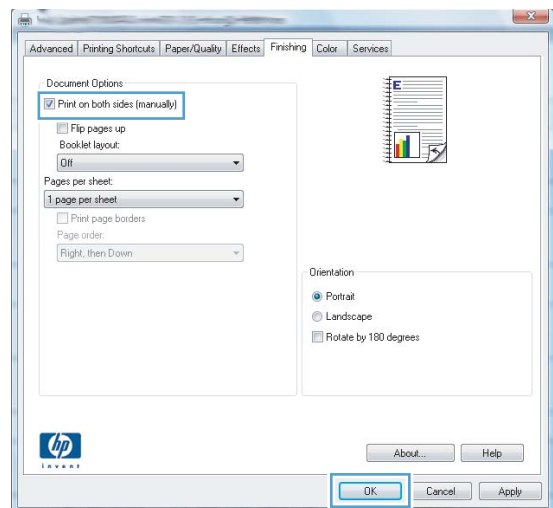 Advanced Printing Shortcuts Paper/Quality Effects Finishing Color Services
Document Options
Print on both sides (manually)
Flip pages up
Booklet layout:
Off
Pages per sheet:
1 page per sheet
Print page borders
Page order:
Right, then Down
E
Orientation
Portrait
Landscape
Rotate by 180 degrees
hp
invent
About... Help
OK Cancel Apply